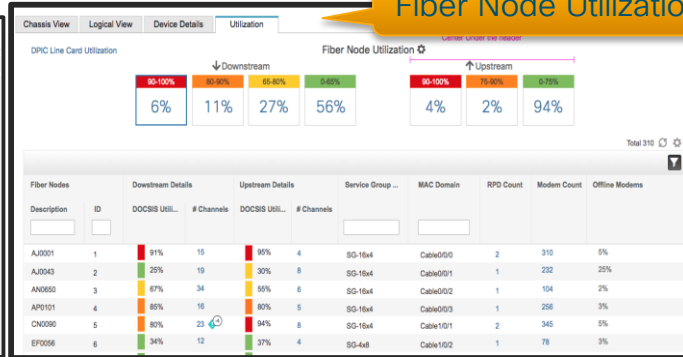 Fiber Node Utilizatio
Chassis View Logical View Device Details Utilization
Center Under the header
DPIC Line Card Utilization Fiber Node Utilization
Downstream Upstream
90-100% 80-90% 65-80% 0-65% 90-100% 75-90% 0-75%
6% 11% 27% 56% 4% 2% 94%
Total 310
Fiber Nodes Downstream Details Upstream Details Service Group ... MAC Domain RPD Count Modem Count Offline Modems
Description ID DOCSIS Utili... # Channels DOCSIS Utili... # Channels
AJ0001 1 91% 15 95% 4 SG-16x4 Cable0/0/0 2 310 5%
AJ0043 2 25% 19 30% 8 SG-16x4 Cable0/0/1 1 232 25%
AN0650 3 67% 34 55% 6 SG-16x4 Cable0/0/2 1 104 2%
AP0101 4 85% 16 80% 5 SG-16x4 Cable0/0/3 1 256 3%
CN0090 5 80% 23 94% 8 SG-16x4 Cable1/0/1 2 345 5%
EF0056 6 34% 12 37% 4 SG-4x8 Cable1/0/2 1 78 3%